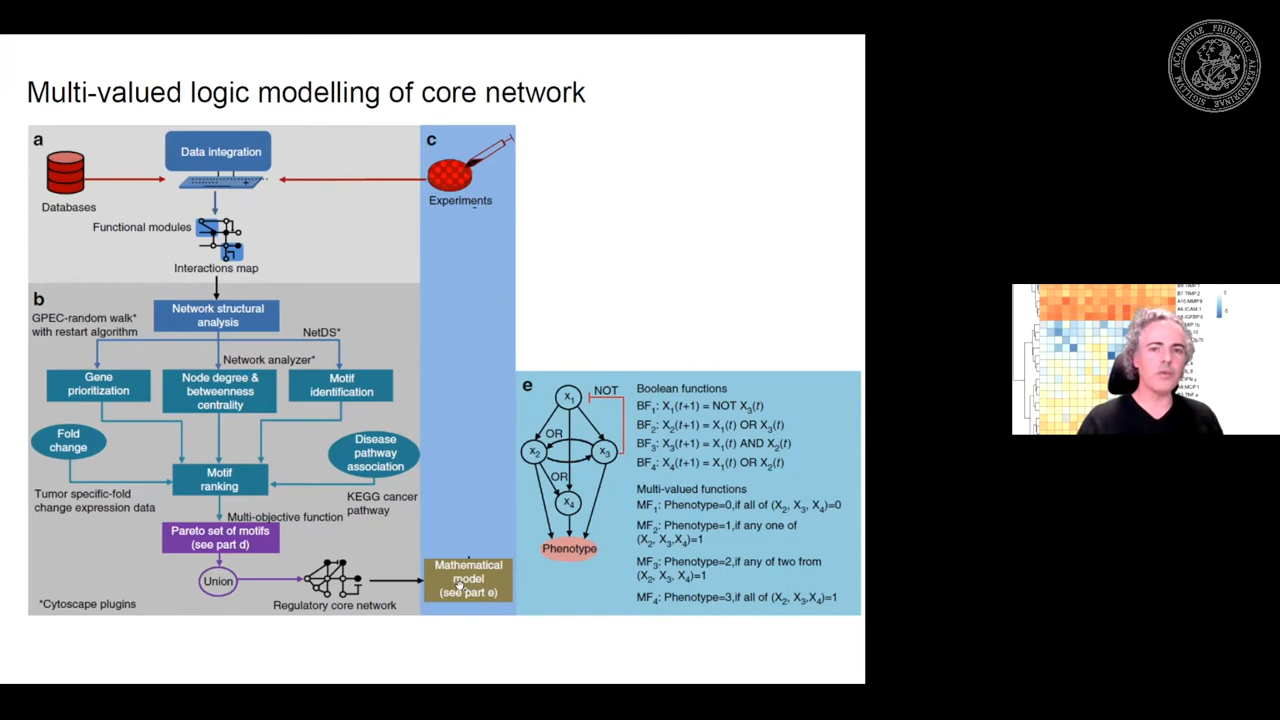 Multi-valued logic modelling of core network
a
Data integration
Databases
Functional modules
Interactions map
c
Experiments
b
Network structural
analysis
GPEC-random walk*
with restart algorithm
NetDS*
Network analyzer*
Gene
prioritization
Node degree &
betweenness
centrality
Motif
identification
Fold
change
Disease
pathway
association
Motif
ranking
Tumor specific-fold
change expression data
KEGG cancer
pathway
Multi-objective function
Pareto set of motifs
(see part d)
Union
Regulatory core network
*Cytoscape plugins
Mathematical
model
(see part e)
e
X1
NOT
OR
X2
X3
OR
X4
Phenotype
Boolean functions
BF1: X1(t+1) = NOT X3(t)
BF2: X2(t+1) = X1(t) OR X3(t)
BF3: X3(t+1) = X1(t) AND X2(t)
BF4: X4(t+1) = X1(t) OR X2(t)
Multi-valued functions
MF1: Phenotype=0,if all of (X2, X3, X4)=0
MF2: Phenotype=1,if any one of
(X2, X3,X4)=1
MF3: Phenotype=2,if any of two from
(X2, X3, X4)=1
MF4: Phenotype=3,if all of (X2, X3,X4)=1
ACADEMIAE FRIDERICO
ALEXANDRINAE SIGILLVM